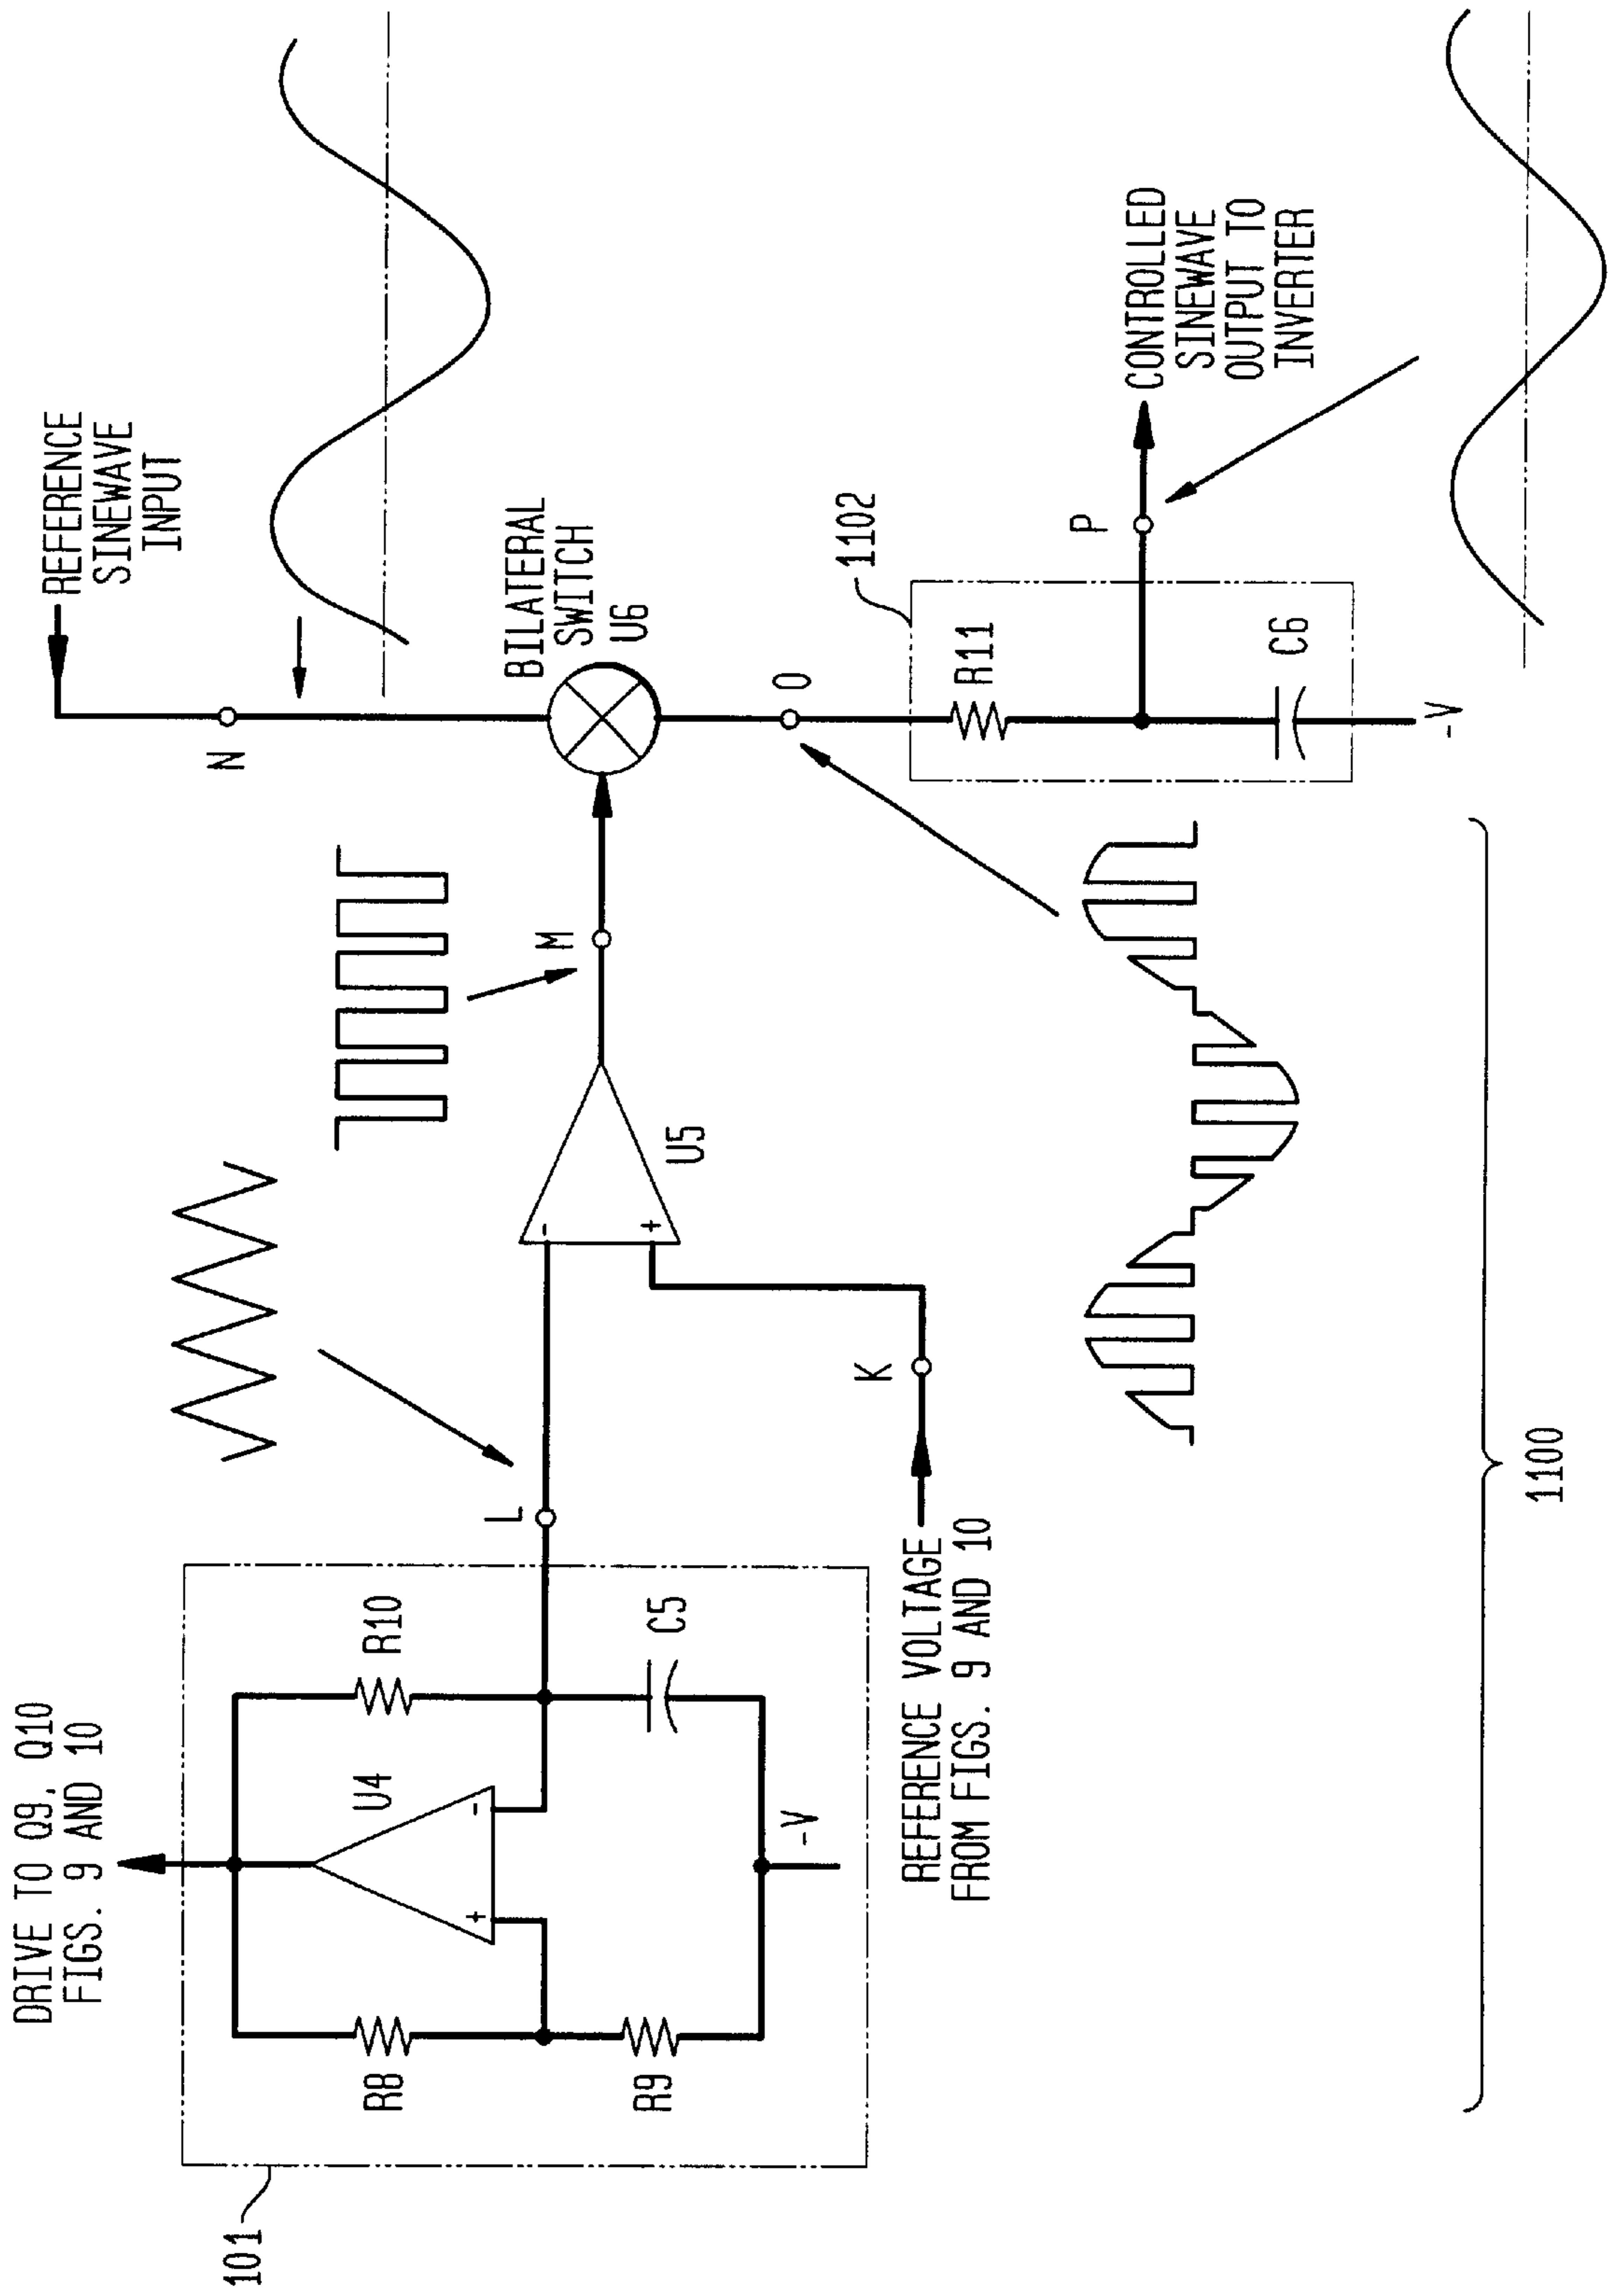 DRIVE TO Q9, Q10
FIGS. 9 AND 10
101
R8
R9
R10
C5
U4
+
-
-V
L
REFERENCE VOLTAGE
FROM FIGS. 9 AND 10
K
-
+
U5
M
REFERENCE
SINEWAVE
INPUT
N
BILATERAL
SWITCH
U6
O
1102
R11
C6
-V
P
CONTROLLED
SINEWAVE
OUTPUT TO
INVERTER
1100